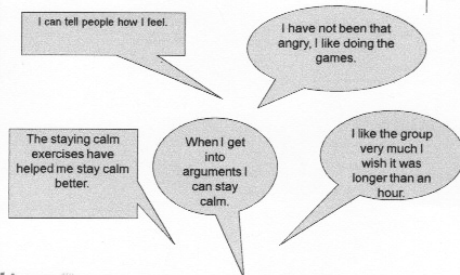 I can tell people how I feel.
I have not been that
angry, I like doing the
games.
The staying calm
exercises have
helped me stay calm
better.
When I get
into
arguments I
can stay
calm.
I like the group
very much I
wish it was
longer than an
hour.